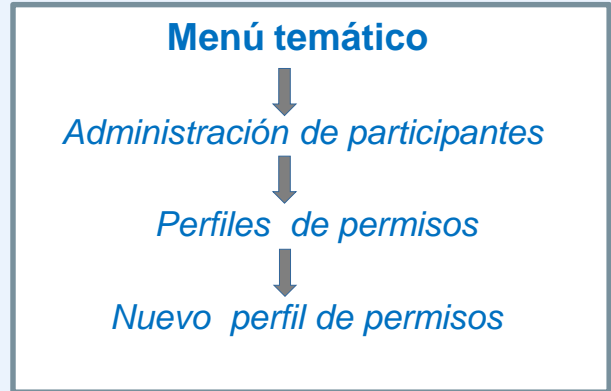 Menú temático
Administración de participantes
Perfiles de permisos
Nuevo perfil de permisos